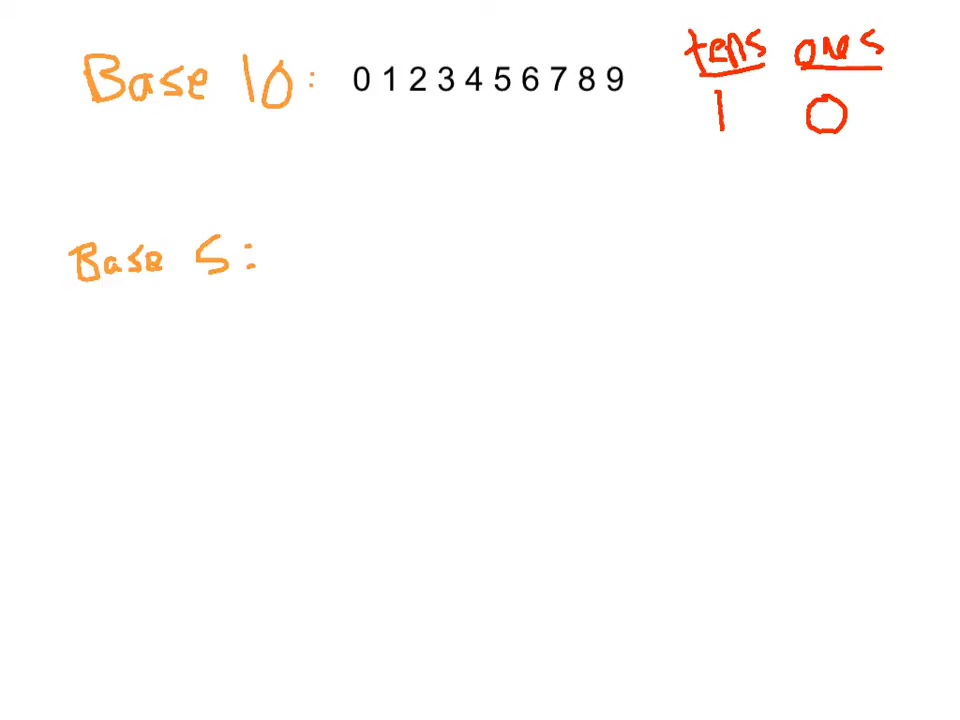 Base 10: 0 1 2 3 4 5 6 7 8 9
tens ones
1 0
Base 5: